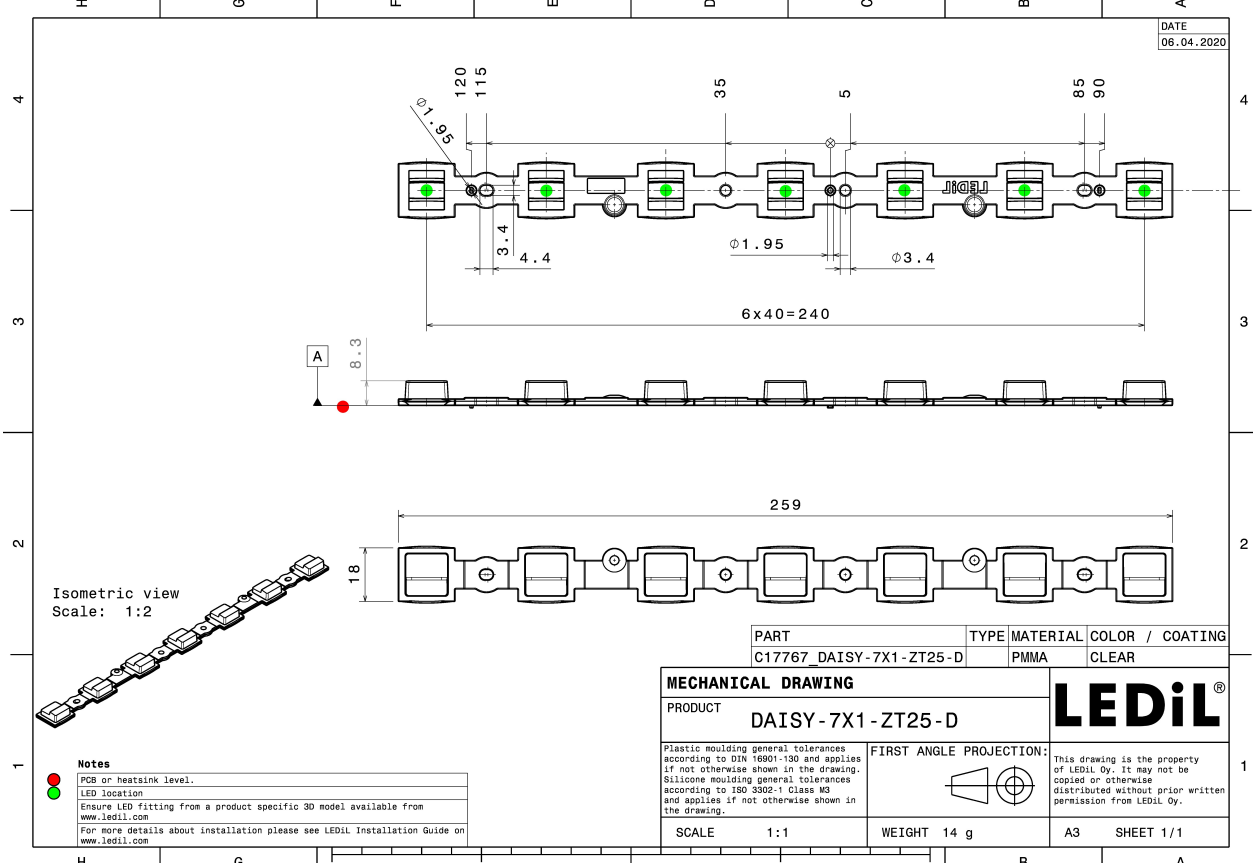 H G F E D C B A
DATE
06.04.2020
4
4
120
115
35
5
85
90
Ø1.95
LEDiL
3.4
4.4
Ø1.95
Ø3.4
6x40=240
3
3
A
8.3
259
18
2
2
Isometric view
Scale: 1:2
PART TYPE MATERIAL COLOR / COATING
C17767_DAISY-7X1-ZT25-D PMMA CLEAR
MECHANICAL DRAWING
PRODUCT
DAISY-7X1-ZT25-D
LEDiL®
Plastic moulding general tolerances
according to DIN 16901-130 and applies
if not otherwise shown in the drawing.
Silicone moulding general tolerances
according to ISO 3302-1 Class M3
and applies if not otherwise shown in
the drawing.
FIRST ANGLE PROJECTION:
This drawing is the property
of LEDiL Oy. It may not be
copied or otherwise
distributed without prior written
permission from LEDiL Oy.
SCALE 1:1
WEIGHT 14 g
A3 SHEET 1/1
1
1
Notes
PCB or heatsink level.
LED location
Ensure LED fitting from a product specific 3D model available from
www.ledil.com
For more details about installation please see LEDiL Installation Guide on
www.ledil.com
H G B A